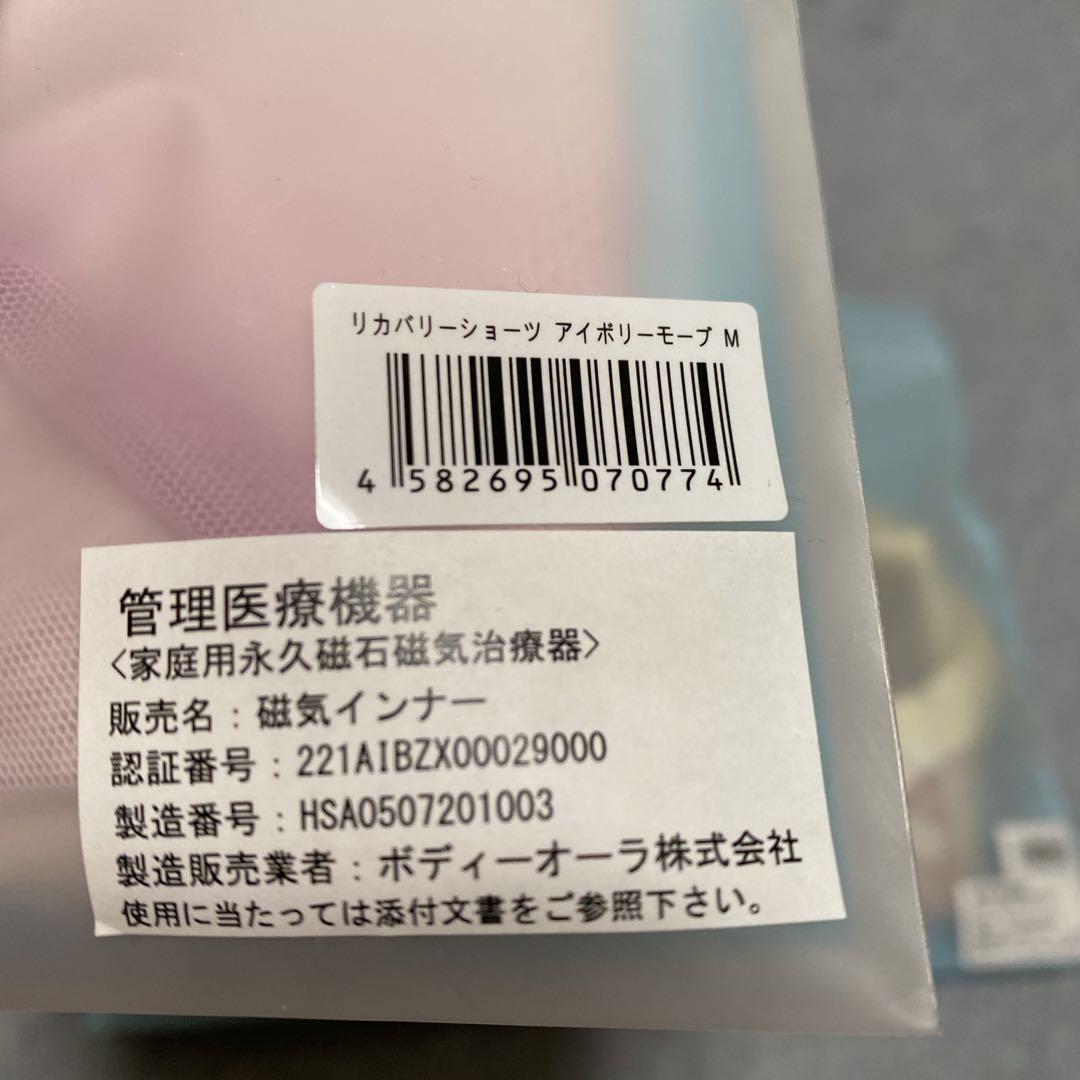 リカバリーショーツ アイボリーモーブ M
4 582695 070774
管理医療機器
<家庭用永久磁石磁気治療器>
販売名:磁気インナー
認証番号:221AIBZX00029000
製造番号:HSA0507201003
製造販売業者:ボディーオーラ株式会社
使用に当たっては添付文書をご参照下さい。